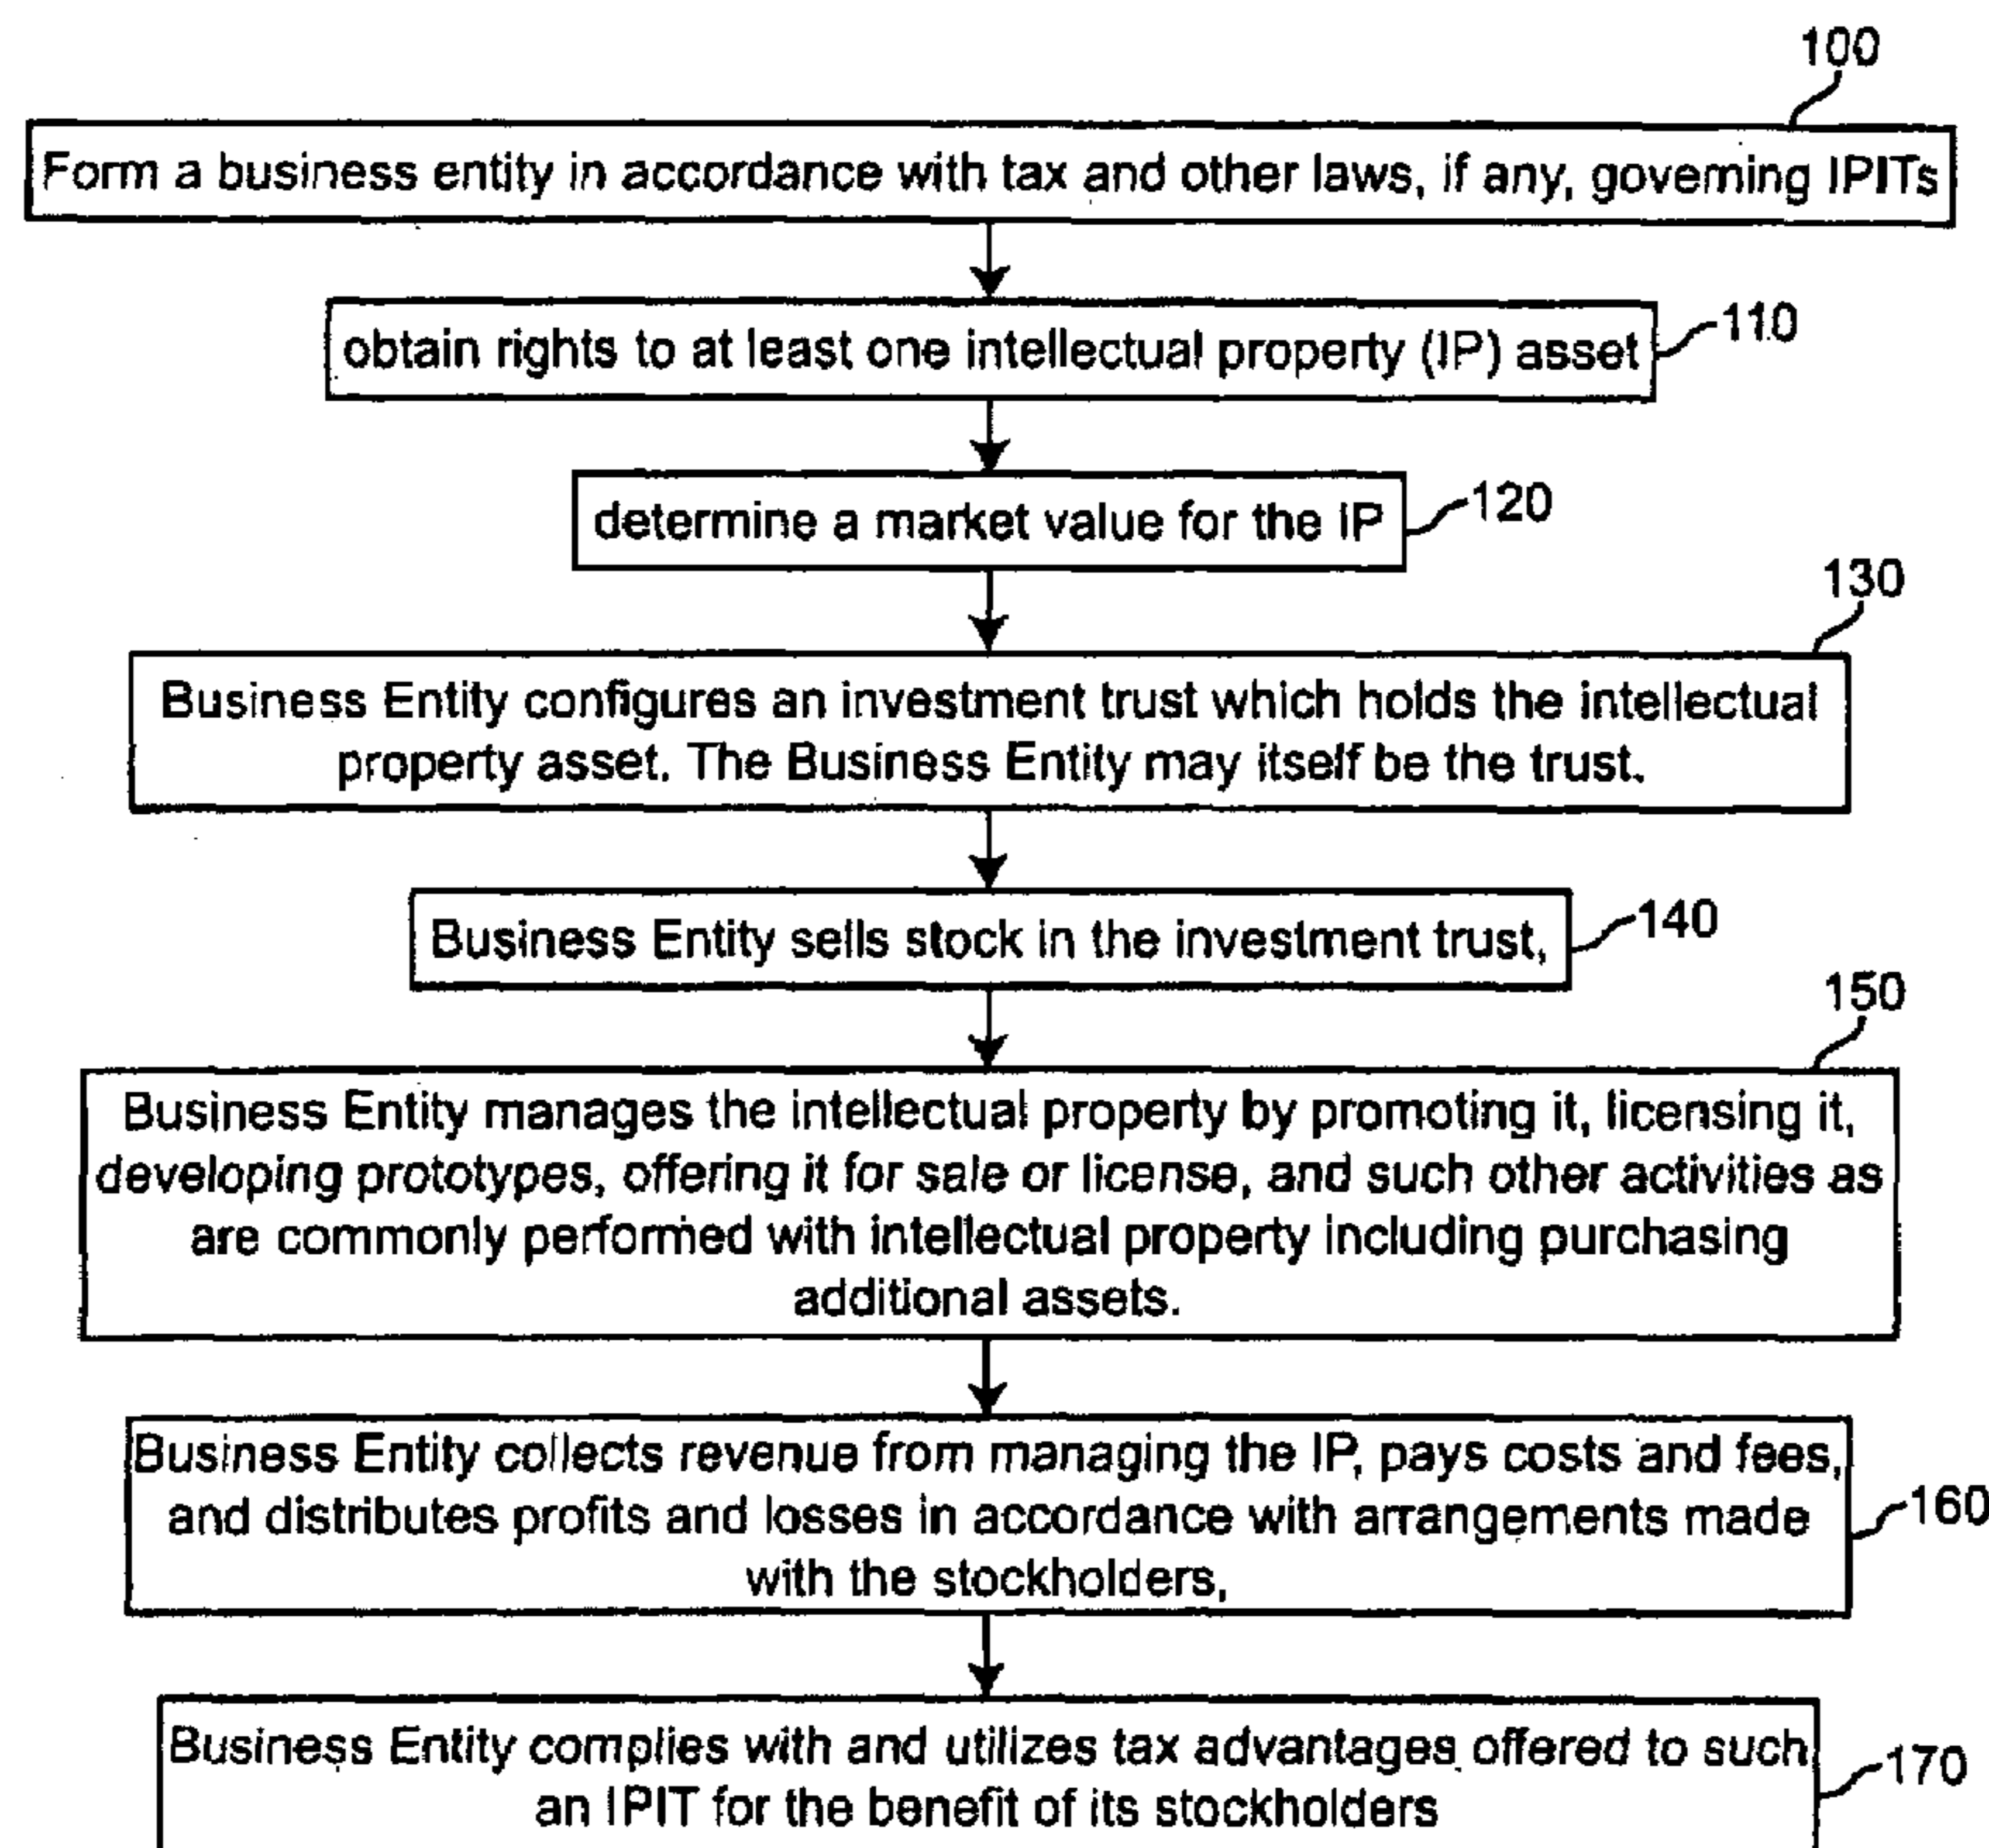 100
Form a business entity in accordance with tax and other laws, if any, governing IPITs
obtain rights to at least one intellectual property (IP) asset
110
determine a market value for the IP
120
130
Business Entity configures an investment trust which holds the intellectual
property asset. The Business Entity may itself be the trust.
Business Entity sells stock in the investment trust,
140
150
Business Entity manages the intellectual property by promoting it, licensing it,
developing prototypes, offering it for sale or license, and such other activities as
are commonly performed with intellectual property including purchasing
additional assets.
Business Entity collects revenue from managing the IP, pays costs and fees,
and distributes profits and losses in accordance with arrangements made
with the stockholders,
160
Business Entity complies with and utilizes tax advantages offered to such
an IPIT for the benefit of its stockholders
170